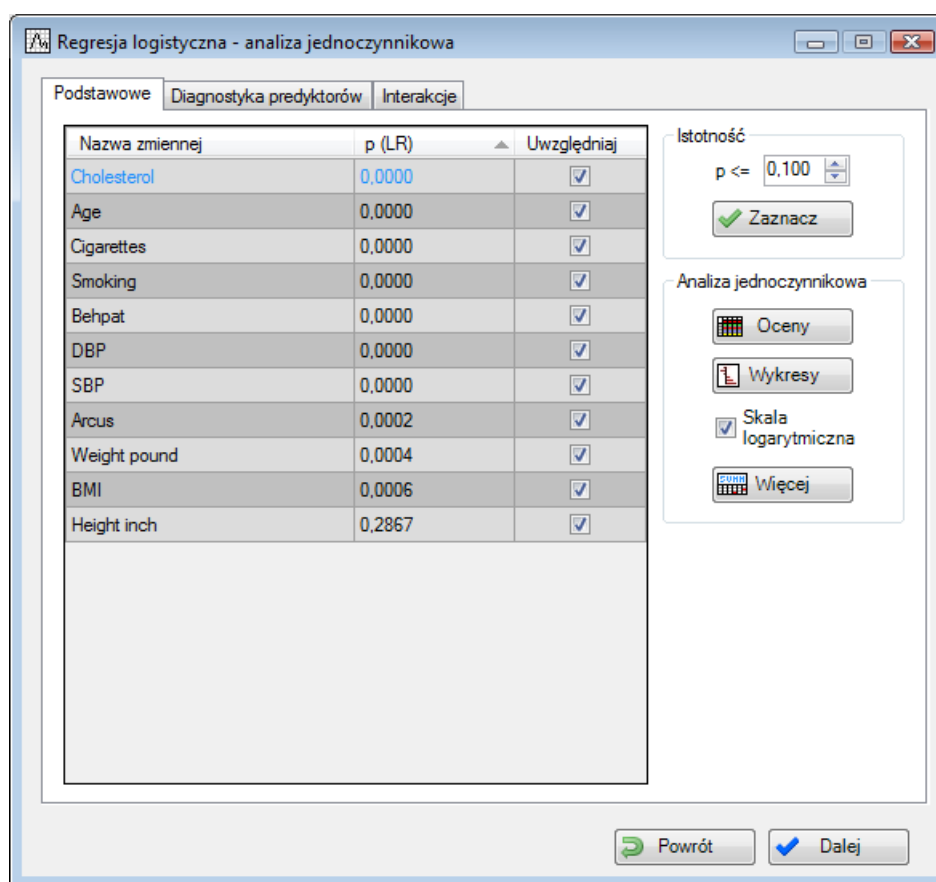 Regresja logistyczna - analiza jednoczynnikowa
Podstawowe Diagnostyka predyktorów Interakcje
Nazwa zmiennej p (LR) Uwzględniaj
Cholesterol 0,0000
Age 0,0000
Cigarettes 0,0000
Smoking 0,0000
Behpat 0,0000
DBP 0,0000
SBP 0,0000
Arcus 0,0002
Weight pound 0,0004
BMI 0,0006
Height inch 0,2867
Istotność
p <= 0,100
Zaznacz
Analiza jednoczynnikowa
Oceny
Wykresy
Skala
logarytmiczna
Więcej
Powrót Dalej